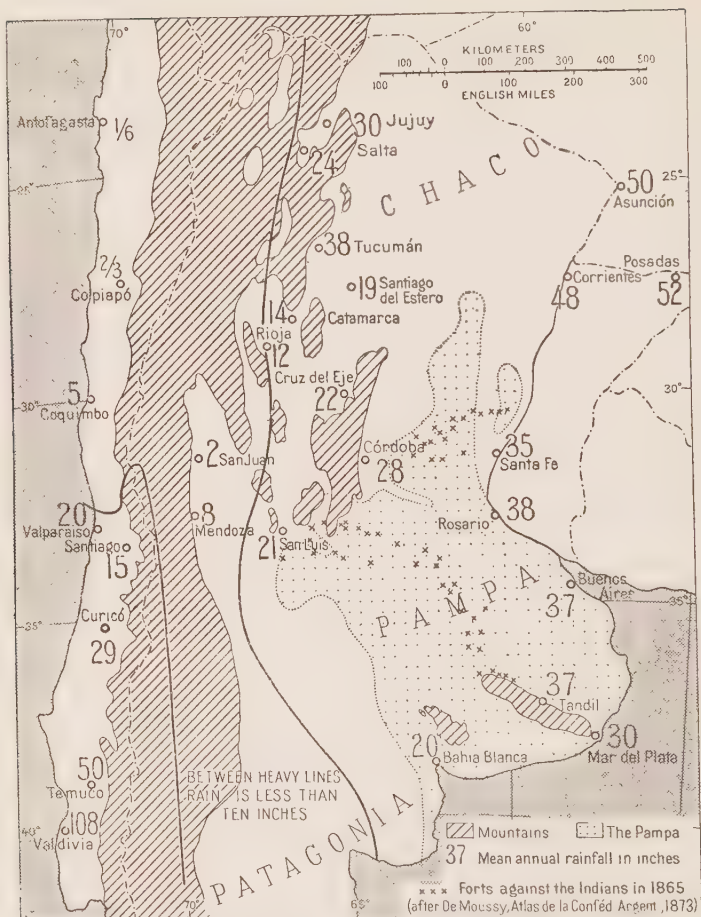 70°
60°
KILOMETERS
100 0 100 200 300 400 500
100 0 100 200 300
ENGLISH MILES
Antofagasta 1/6
30 Jujuy
24
Salta
CHACO
25°
25°
50
Asunción
38 Tucumán
Posadas
2/3
Copiapó
19 Santiago
del Estero
Corrientes
48
52
14
Catamarca
Rioja
12
Cruz del Eje
22
30°
5
Coquimbo
30°
2 San Juan
Córdoba
28
35
Santa Fe
20
Valparaiso
8
Mendoza
Rosario 38
Santiago
15
21 San Luis
PAMPA
Buenos
Aires
37
35°
Curicó
29
35°
37
Tandil
20
Bahia Blanca
30
Mar del Plata
50
Temuco
BETWEEN HEAVY LINES
RAIN IS LESS THAN
TEN INCHES
108
Valdivia
40°
PATAGONIA
Mountains The Pampa
37 Mean annual rainfall in inches
70°
65°
xxx Forts against the Indians in 1865
(after De Moussy, Atlas de la Conféd Argent, 1873)